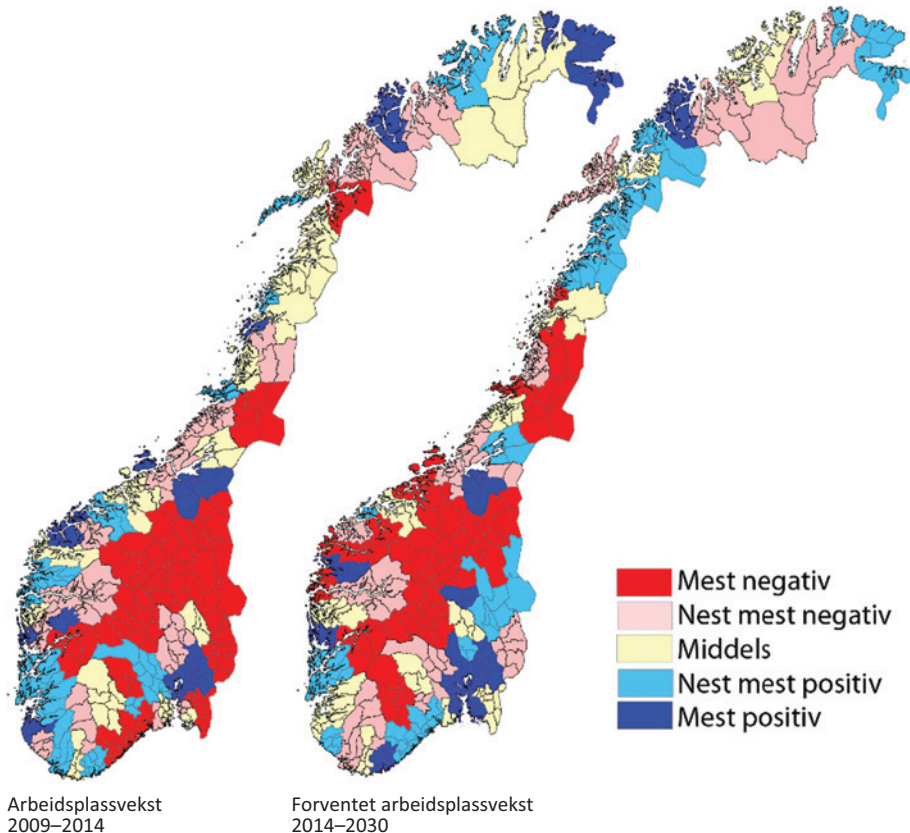 Mest negativ
Nest mest negativ
Middels
Nest mest positiv
Mest positiv
Arbeidsplassvekst
2009–2014
Forventet arbeidsplassvekst
2014–2030